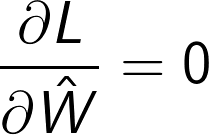 ∂L/∂Ŵ = 0